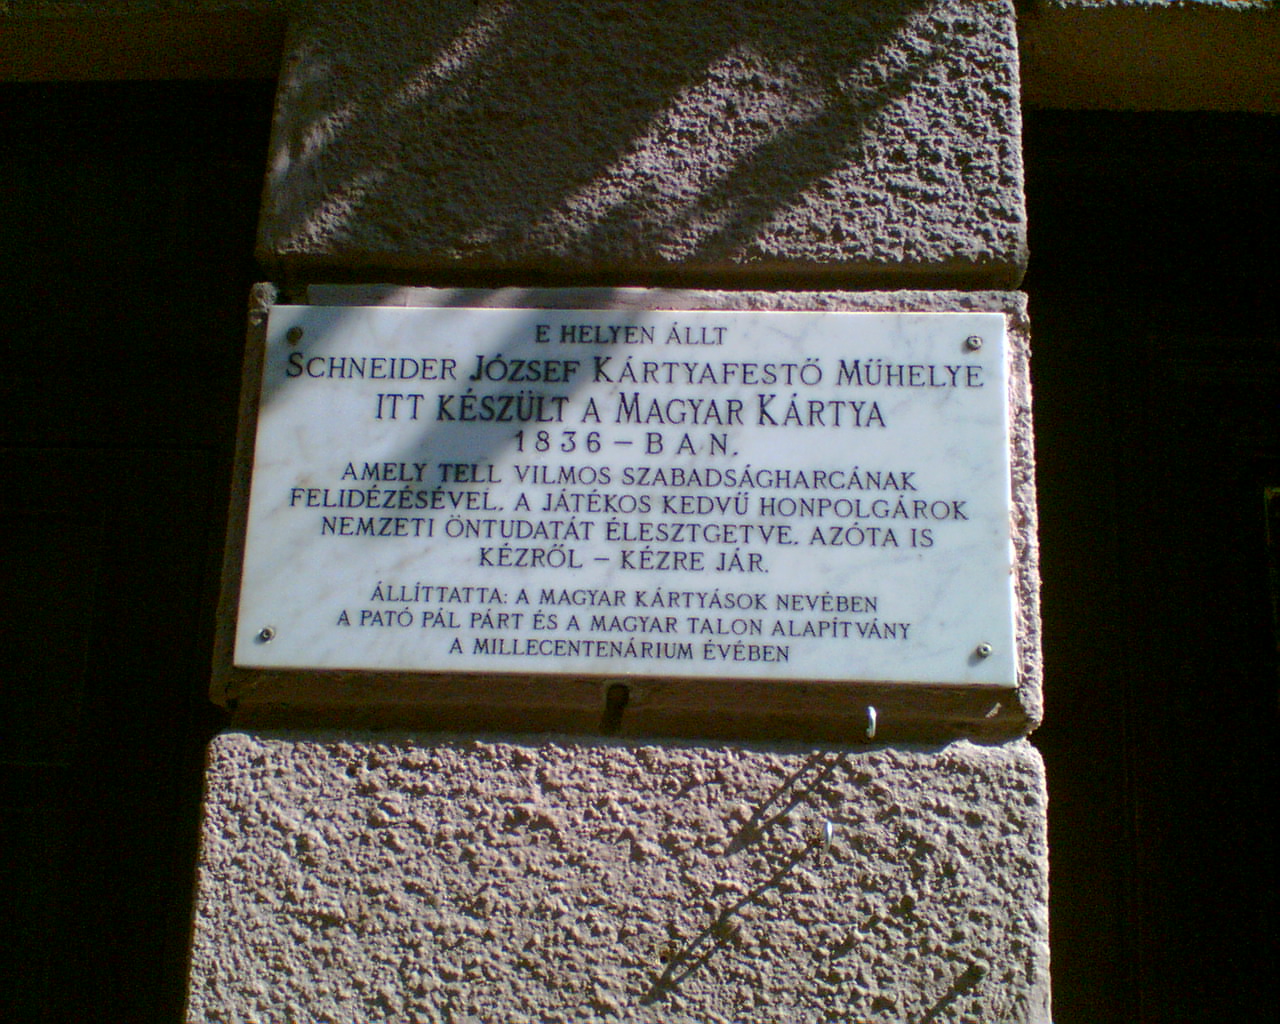 E HELYEN ÁLLT
SCHNEIDER JÓZSEF KÁRTYAFESTŐ MŰHELYE
ITT KÉSZÜLT A MAGYAR KÁRTYA
1836-BAN.
AMELY TELL VILMOS SZABADSÁGHARCÁNAK
FELIDÉZÉSÉVEL. A JÁTÉKOS KEDVŰ HONPOLGÁROK
NEMZETI ÖNTUDATÁT ÉLESZTGETVE. AZÓTA IS
KÉZRŐL - KÉZRE JÁR.
ÁLLÍTTATTA: A MAGYAR KÁRTYÁSOK NEVÉBEN
A PATÓ PÁL PÁRT ÉS A MAGYAR TALON ALAPÍTVÁNY
A MILLECENTENÁRIUM ÉVÉBEN